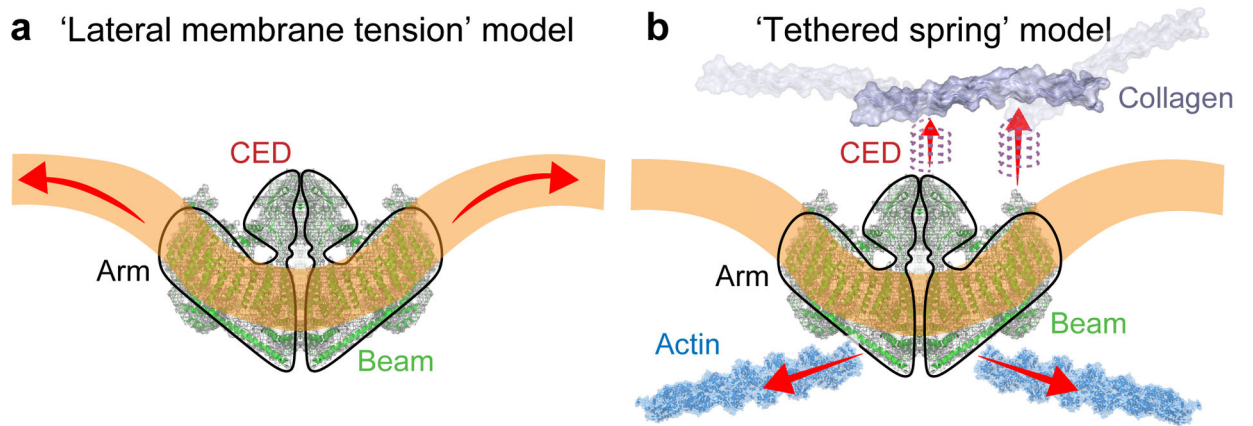 a 'Lateral membrane tension' model
CED
Arm
Beam
b 'Tethered spring' model
Collagen
CED
Arm
Beam
Actin